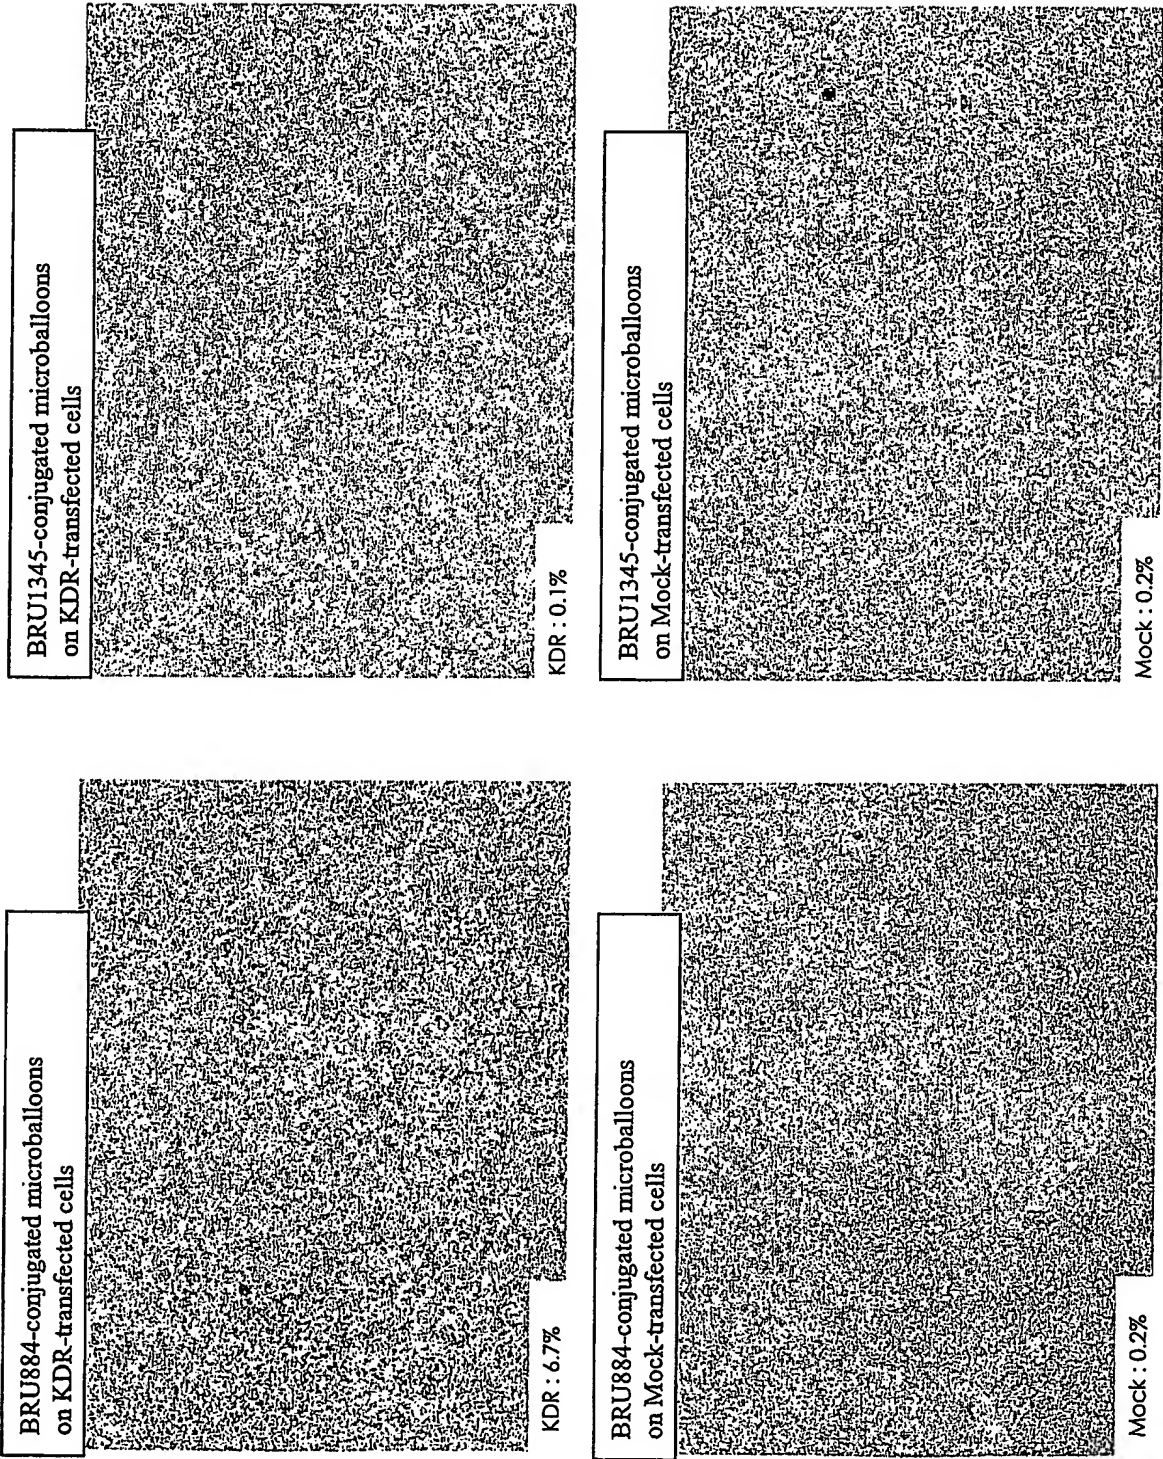 BRU884-conjugated microballoons
on KDR-transfected cells
KDR : 6.7%
BRU1345-conjugated microballoons
on KDR-transfected cells
KDR : 0.1%
BRU884-conjugated microballoons
on Mock-transfected cells
Mock : 0.2%
BRU1345-conjugated microballoons
on Mock-transfected cells
Mock : 0.2%